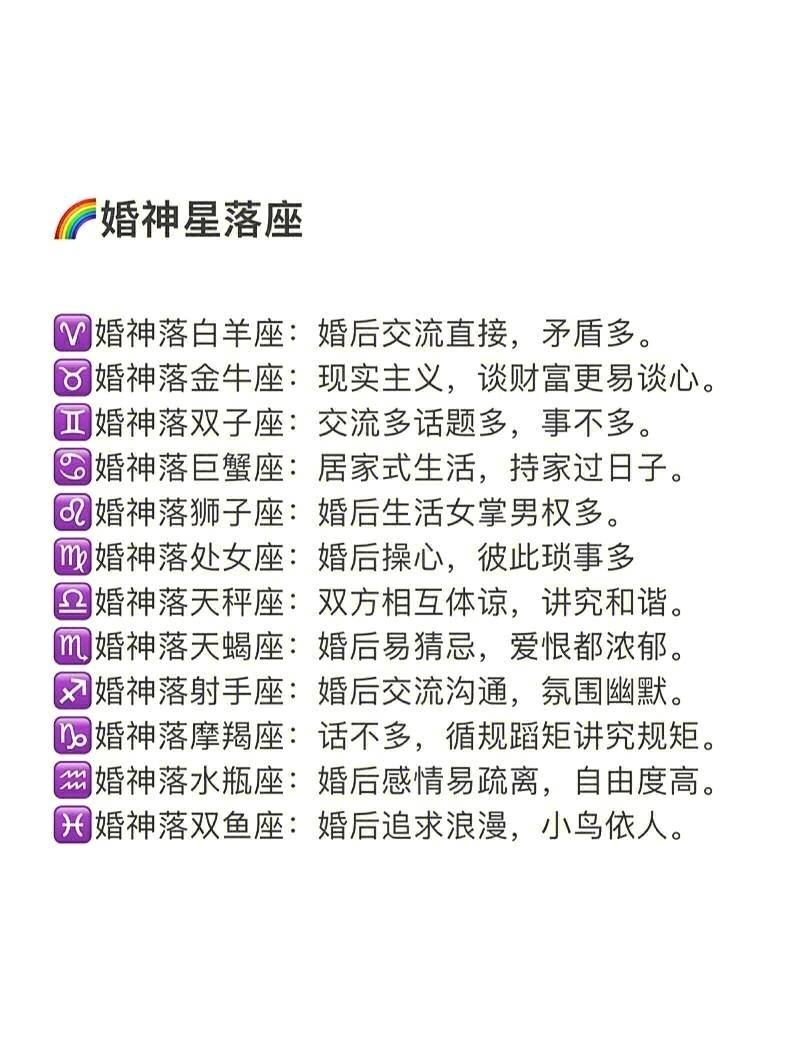 🌈婚神星落座
♈婚神落白羊座：婚后交流直接，矛盾多。
♉婚神落金牛座：现实主义，谈财富更易谈心。
♊婚神落双子座：交流多话题多，事不多。
♋婚神落巨蟹座：居家式生活，持家过日子。
♌婚神落狮子座：婚后生活女掌男权多。
♍婚神落处女座：婚后操心，彼此琐事多
♎婚神落天秤座：双方相互体谅，讲究和谐。
♏婚神落天蝎座：婚后易猜忌，爱恨都浓郁。
♐婚神落射手座：婚后交流沟通，氛围幽默。
♑婚神落摩羯座：话不多，循规蹈矩讲究规矩。
♒婚神落水瓶座：婚后感情易疏离，自由度高。
♓婚神落双鱼座：婚后追求浪漫，小鸟依人。